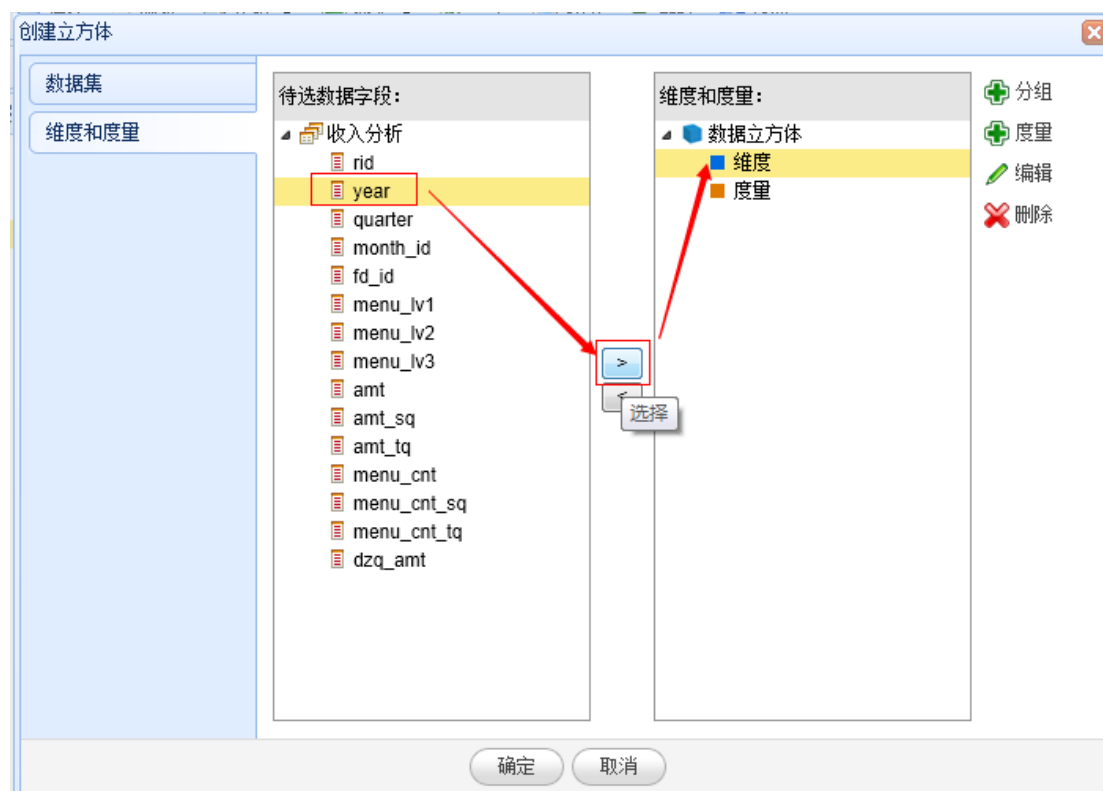 创建立方体
数据集
维度和度量
待选数据字段:
收入分析
rid
year
quarter
month_id
fd_id
menu_lv1
menu_lv2
menu_lv3
amt
amt_sq
amt_tq
menu_cnt
menu_cnt_sq
menu_cnt_tq
dzq_amt
>
<
选择
维度和度量:
数据立方体
维度
度量
分组
度量
编辑
删除
确定
取消